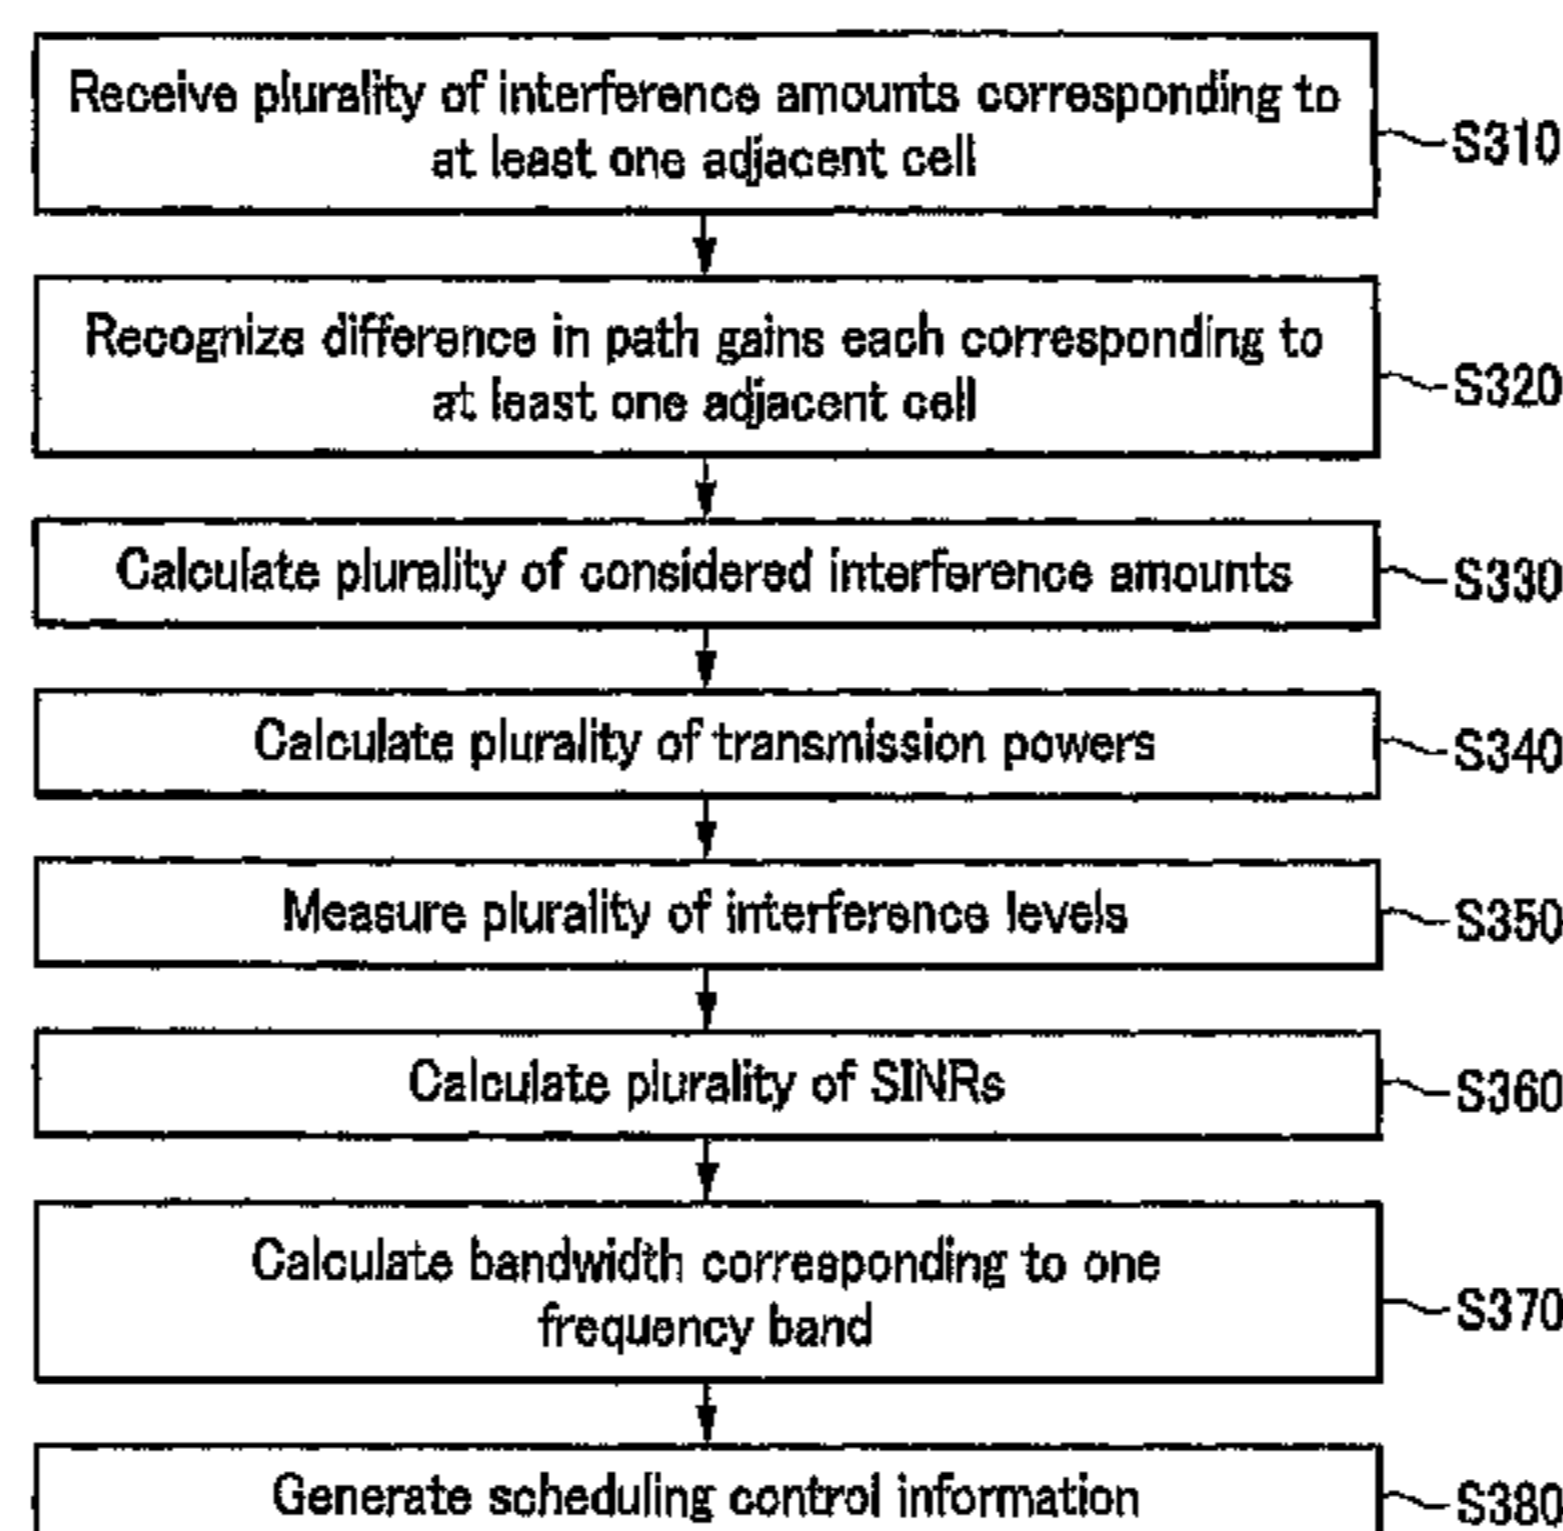 Receive plurality of interference amounts corresponding to
at least one adjacent cell
S310
Recognize difference in path gains each corresponding to
at least one adjacent cell
S320
Calculate plurality of considered interference amounts
S330
Calculate plurality of transmission powers
S340
Measure plurality of interference levels
S350
Calculate plurality of SINRs
S360
Calculate bandwidth corresponding to one
frequency band
S370
Generate scheduling control information
S380